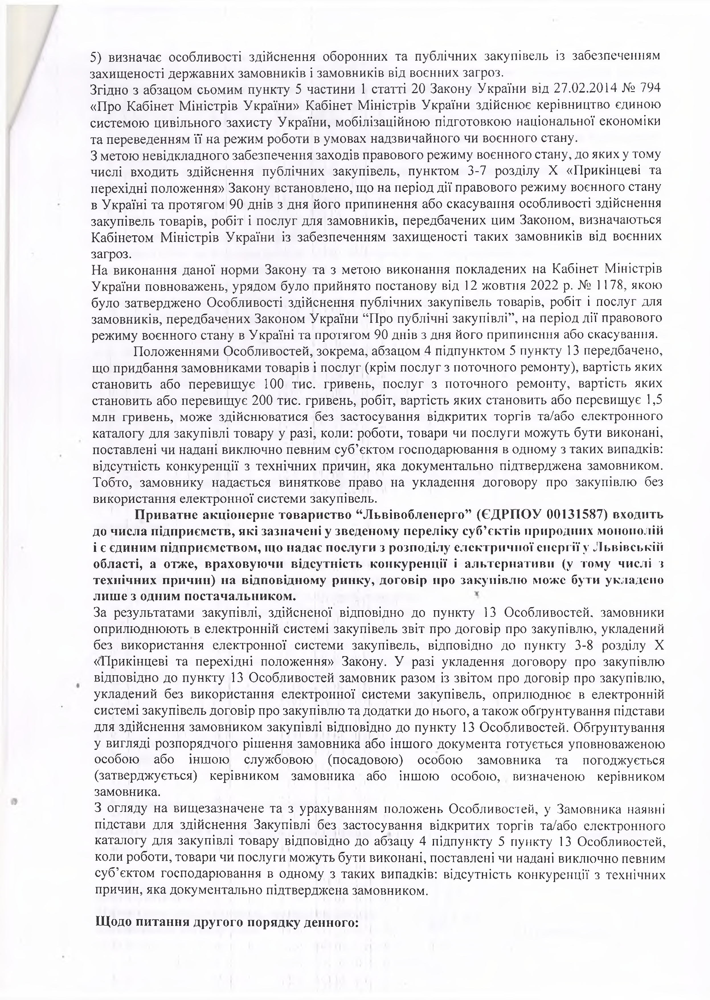 5) визначає особливості здійснення оборонних та публічних закупівель із забезпеченням
захищеності державних замовників і замовників від воєнних загроз.
Згідно з абзацом сьомим пункту 5 частини 1 статті 20 Закону України від 27.02.2014 № 794
«Про Кабінет Міністрів України» Кабінет Міністрів України здійснює керівництво єдиною
системою цивільного захисту України, мобілізаційною підготовкою національної економіки
та переведенням її на режим роботи в умовах надзвичайного чи воєнного стану.
З метою невідкладного забезпечення заходів правового режиму воєнного стану, до яких у тому
числі входить здійснення публічних закупівель, пунктом 3-7 розділу X «Прикінцеві та
перехідні положення» Закону встановлено, що на період дії правового режиму воєнного стану
в Україні та протягом 90 днів з дня його припинення або скасування особливості здійснення
закупівель товарів, робіт і послуг для замовників, передбачених цим Законом, визначаються
Кабінетом Міністрів України із забезпеченням захищеності таких замовників від воєнних
загроз.
На виконання даної норми Закону та з метою виконання покладених на Кабінет Міністрів
України повноважень, урядом було прийнято постанову від 12 жовтня 2022 р. № 1178, якою
було затверджено Особливості здійснення публічних закупівель товарів, робіт і послуг для
замовників, передбачених Законом України “Про публічні закупівлі”, на період дії правового
режиму воєнного стану в Україні та протягом 90 днів з дня його припинення або скасування.
Положеннями Особливостей, зокрема, абзацом 4 підпунктом 5 пункту 13 передбачено,
що придбання замовниками товарів і послуг (крім послуг з поточного ремонту), вартість яких
становить або перевищує 100 тис. гривень, послуг з поточного ремонту, вартість яких
становить або перевищує 200 тис. гривень, робіт, вартість яких становить або перевищує 1,5
млн гривень, може здійснюватися без застосування відкритих торгів та/або електронного
каталогу для закупівлі товару у разі, коли: роботи, товари чи послуги можуть бути виконані,
поставлені чи надані виключно певним суб’єктом господарювання в одному з таких випадків:
відсутність конкуренції з технічних причин, яка документально підтверджена замовником.
Тобто, замовнику надається виняткове право на укладення договору про закупівлю без
використання електронної системи закупівель.
Приватне акціонерне товариство “Львівобленерго” (ЄДРПОУ 00131587) входить
до числа підприємств, які зазначені у зведеному переліку суб’єктів природних монополій
і є єдиним підприємством, що надає послуги з розподілу електричної енергії у Львівській
області, а отже, враховуючи відсутність конкуренції і альтернативи (у тому числі з
технічних причин) на відповідному ринку, договір про закупівлю може бути укладено
лише з одним постачальником.
За результатами закупівлі, здійсненої відповідно до пункту 13 Особливостей, замовники
оприлюднюють в електронній системі закупівель звіт про договір про закупівлю, укладений
без використання електронної системи закупівель, відповідно до пункту 3-8 розділу X
«Прикінцеві та перехідні положення» Закону. У разі укладення договору про закупівлю
відповідно до пункту 13 Особливостей замовник разом із звітом про договір про закупівлю,
укладений без використання електронної системи закупівель, оприлюднює в електронній
системі закупівель договір про закупівлю та додатки до нього, а також обґрунтування підстави
для здійснення замовником закупівлі відповідно до пункту 13 Особливостей. Обґрунтування
у вигляді розпорядчого рішення замовника або іншого документа готується уповноваженою
особою або іншою службовою (посадовою) особою замовника та погоджується
(затверджується) керівником замовника або іншою особою, визначеною керівником
замовника.
З огляду на вищезазначене та з урахуванням положень Особливостей, у Замовника наявні
підстави для здійснення Закупівлі без застосування відкритих торгів та/або електронного
каталогу для закупівлі товару відповідно до абзацу 4 підпункту 5 пункту 13 Особливостей,
коли роботи, товари чи послуги можуть бути виконані, поставлені чи надані виключно певним
суб’єктом господарювання в одному з таких випадків: відсутність конкуренції з технічних
причин, яка документально підтверджена замовником.
Щодо питання другого порядку денного: